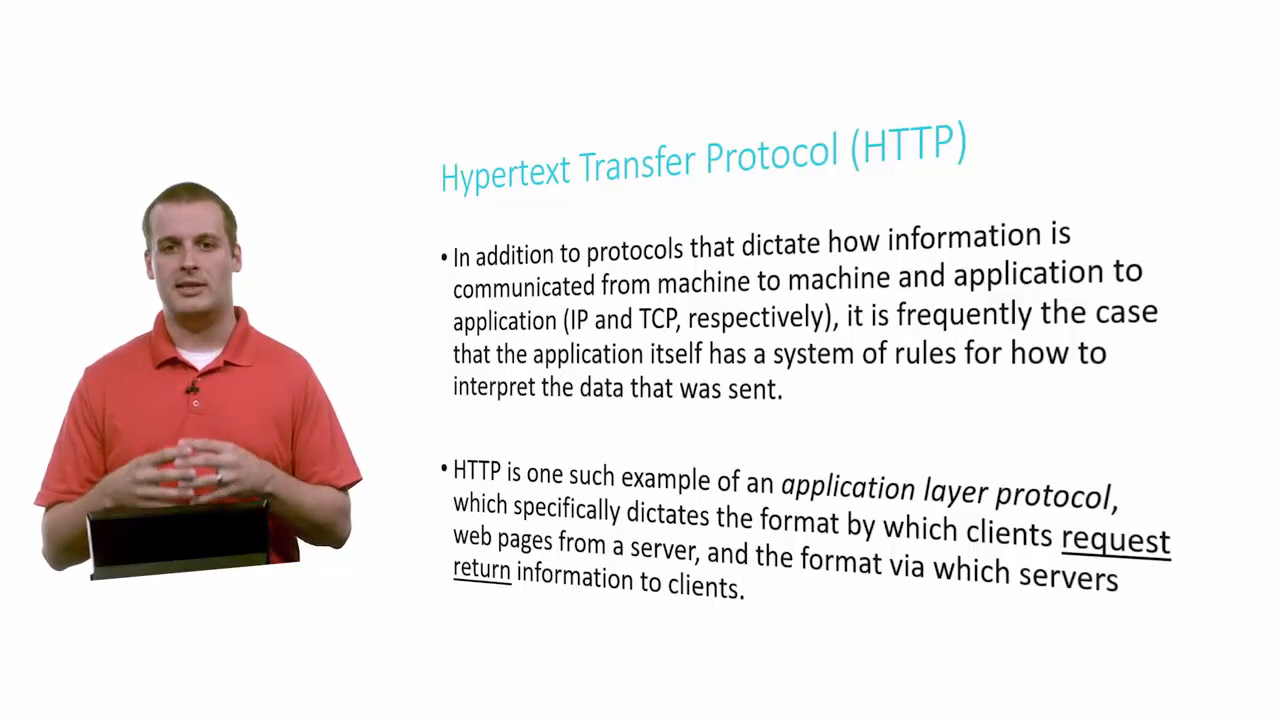 Hypertext Transfer Protocol (HTTP)
• In addition to protocols that dictate how information is
communicated from machine to machine and application to
application (IP and TCP, respectively), it is frequently the case
that the application itself has a system of rules for how to
interpret the data that was sent.
• HTTP is one such example of an application layer protocol,
which specifically dictates the format by which clients request
web pages from a server, and the format via which servers
return information to clients.